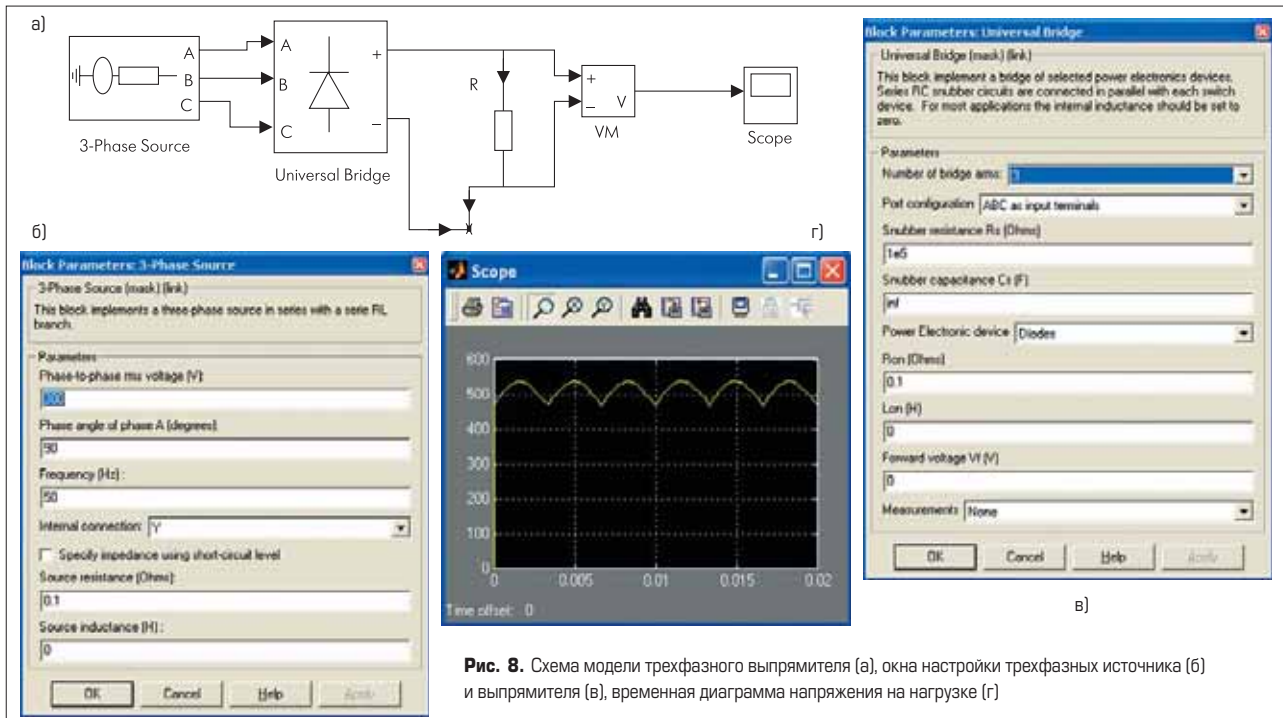 а)
A
B
C
3-Phase Source
A
B
C
+
−
Universal Bridge
R
+
−
V
VM
Scope
б)
Block Parameters: 3-Phase Source
3-Phase Source (mask) (link)
This block implements a three-phase source in series with a serie RL
branch.
Parameters
Phase-to-phase rms voltage (V):
Phase angle of phase A (degrees):
90
Frequency (Hz) :
50
Internal connection: Y
Specify impedance using short-circuit level
Source resistance (Ohms):
0.1
Source inductance (H) :
0
OK Cancel Help Apply
г)
Scope
600
500
400
300
200
100
0
0 0.005 0.01 0.015 0.02
Time offset: 0
Block Parameters: Universal Bridge
Universal Bridge (mask) (link)
This block implement a bridge of selected power electronics devices.
Series RC snubber circuits are connected in parallel with each switch
device. For most applications the internal inductance should be set to
zero.
Parameters
Number of bridge arms:
Port configuration ABC as input terminals
Snubber resistance Rs (Ohms)
1e5
Snubber capacitance Cs (F)
inf
Power Electronic device Diodes
Ron (Ohms)
0.1
Lon (H)
0
Forward voltage Vf (V)
0
Measurements None
OK Cancel Help Apply
в)
Рис. 8. Схема модели трехфазного выпрямителя (а), окна настройки трехфазных источника (б)
и выпрямителя (в), временная диаграмма напряжения на нагрузке (г)